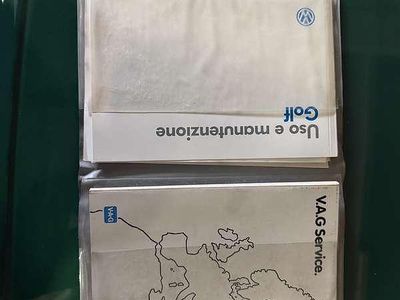 Uso e manutenzione
Golf
V.A.G Service.
V.A.G